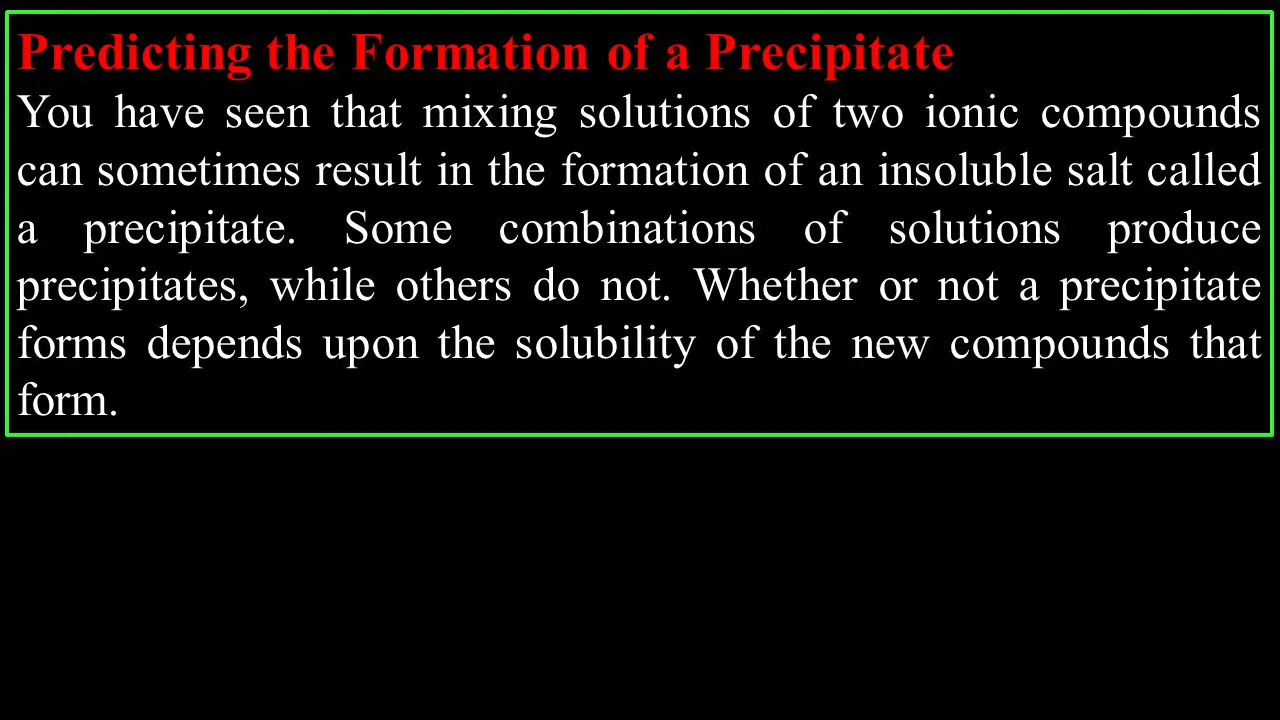 Predicting the Formation of a Precipitate
You have seen that mixing solutions of two ionic compounds
can sometimes result in the formation of an insoluble salt called
a precipitate. Some combinations of solutions produce
precipitates, while others do not. Whether or not a precipitate
forms depends upon the solubility of the new compounds that
form.